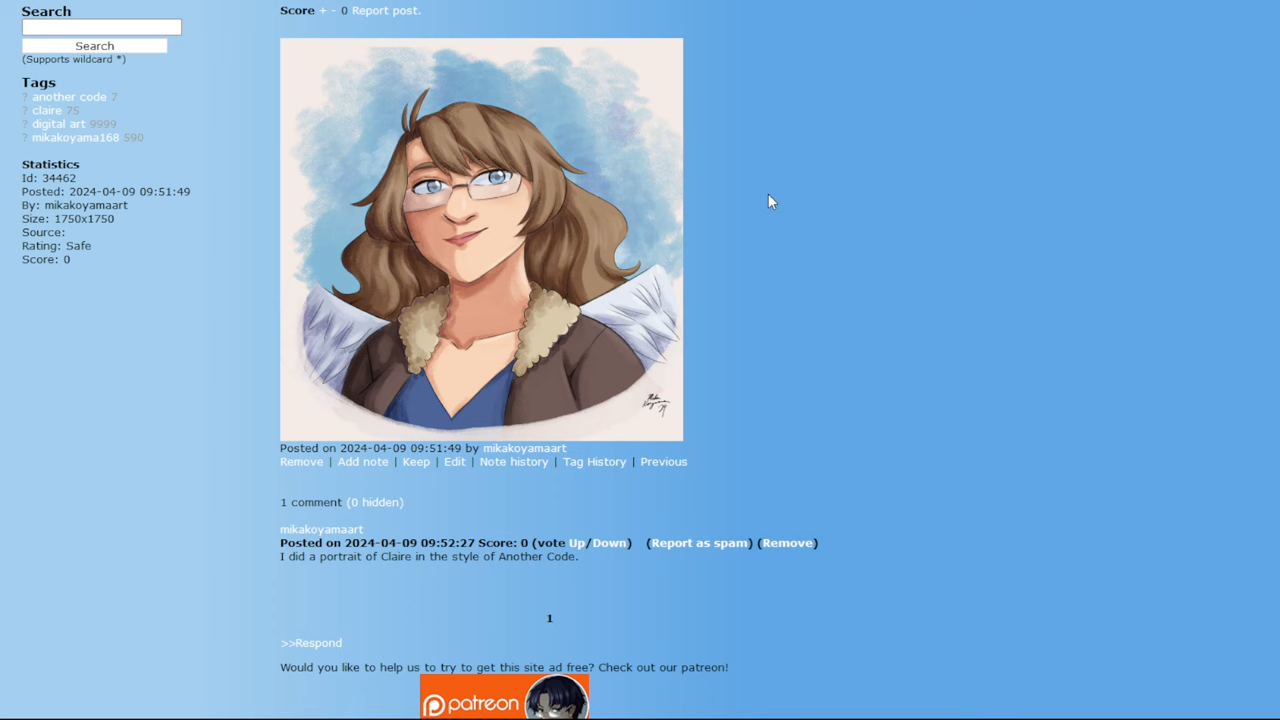 Search
Search
(Supports wildcard *)
Tags
? another code 7
? claire 75
? digital art 9999
? mikakoyama168 590
Statistics
Id: 34462
Posted: 2024-04-09 09:51:49
By: mikakoyamaart
Size: 1750x1750
Source:
Rating: Safe
Score: 0
Score + - 0 Report post.
Posted on 2024-04-09 09:51:49 by mikakoyamaart
Remove | Add note | Keep | Edit | Note history | Tag History | Previous
1 comment (0 hidden)
mikakoyamaart
Posted on 2024-04-09 09:52:27 Score: 0 (vote Up/Down) (Report as spam) (Remove)
I did a portrait of Claire in the style of Another Code.
1
>>Respond
Would you like to help us to try to get this site ad free? Check out our patreon!
patreon